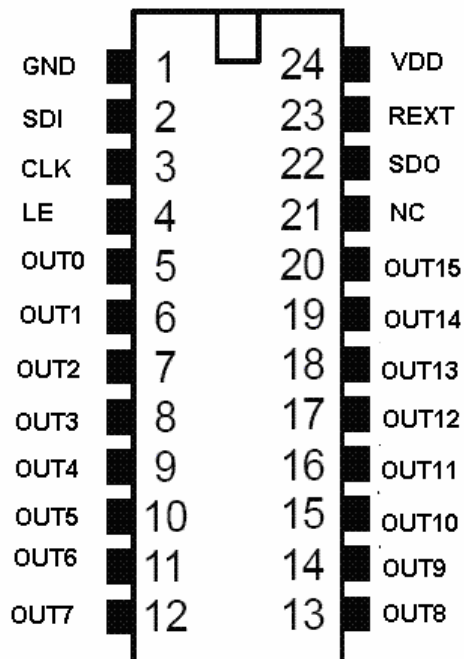 GND 1 24 VDD
SDI 2 23 REXT
CLK 3 22 SDO
LE 4 21 NC
OUT0 5 20 OUT15
OUT1 6 19 OUT14
OUT2 7 18 OUT13
OUT3 8 17 OUT12
OUT4 9 16 OUT11
OUT5 10 15 OUT10
OUT6 11 14 OUT9
OUT7 12 13 OUT8